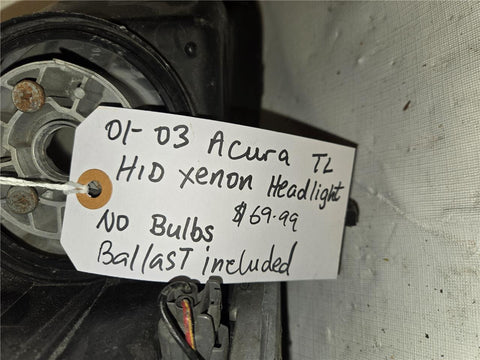 01-03 Acura TL
HID xenon Headlight
$69.99
No Bulbs
Ballast included